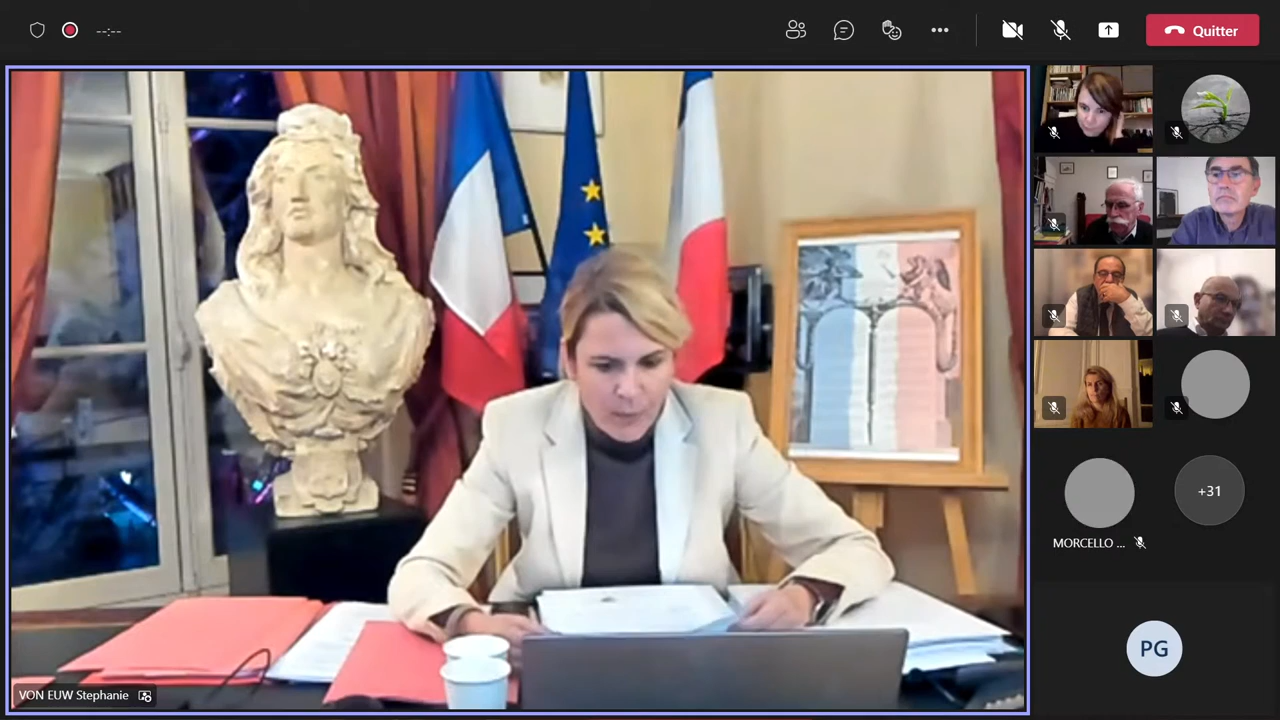 --:--
Quitter
MORCELLO ...
+31
PG
VON EUW Stephanie